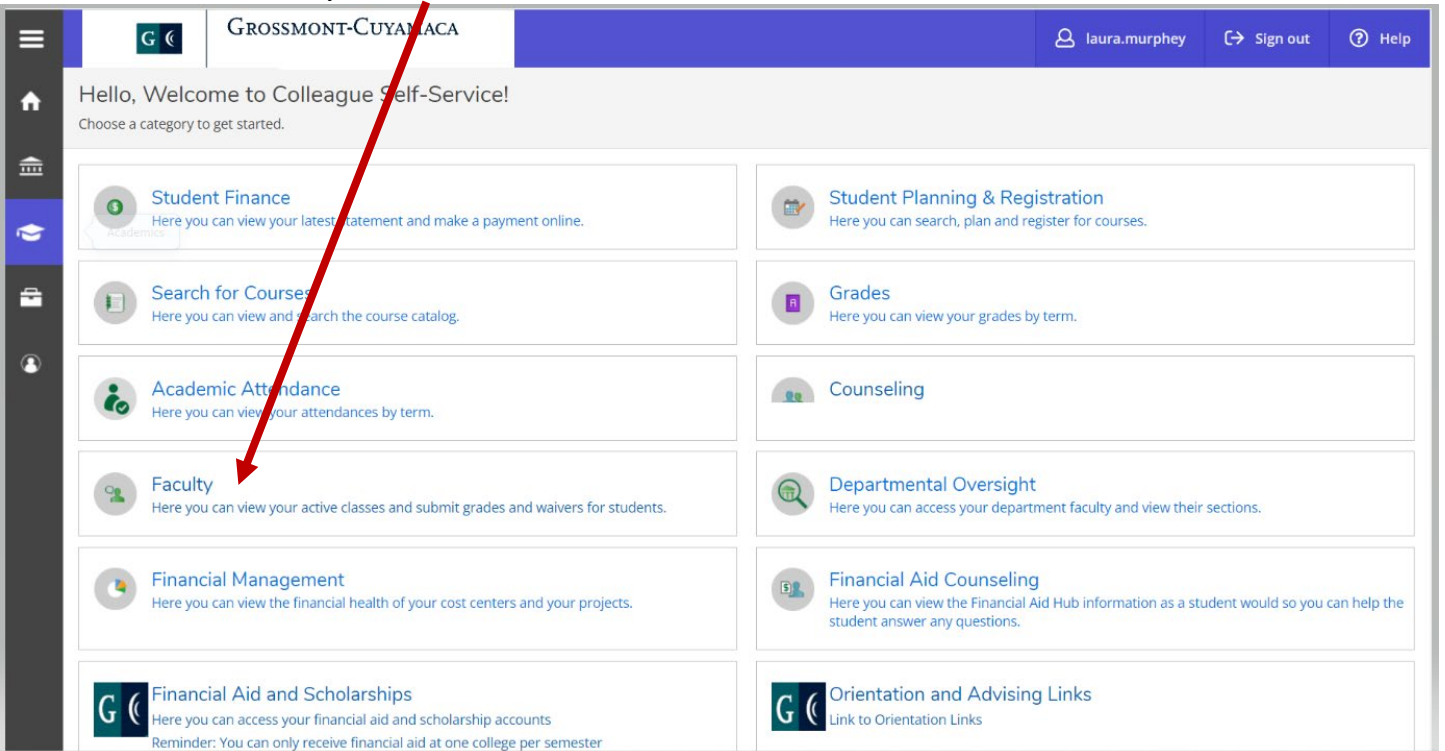 G ( GROSSMONT-CUYAMACA
laura.murphey Sign out Help
Hello, Welcome to Colleague Self-Service!
Choose a category to get started.
Student Finance
Here you can view your latest statement and make a payment online.
Academics
Student Planning & Registration
Here you can search, plan and register for courses.
Search for Courses
Here you can view and search the course catalog.
Grades
Here you can view your grades by term.
Academic Attendance
Here you can view your attendances by term.
Counseling
Faculty
Here you can view your active classes and submit grades and waivers for students.
Departmental Oversight
Here you can access your department faculty and view their sections.
Financial Management
Here you can view the financial health of your cost centers and your projects.
Financial Aid Counseling
Here you can view the Financial Aid Hub information as a student would so you can help the
student answer any questions.
G (
Financial Aid and Scholarships
Here you can access your financial aid and scholarship accounts
Reminder: You can only receive financial aid at one college per semester
G (
Orientation and Advising Links
Link to Orientation Links